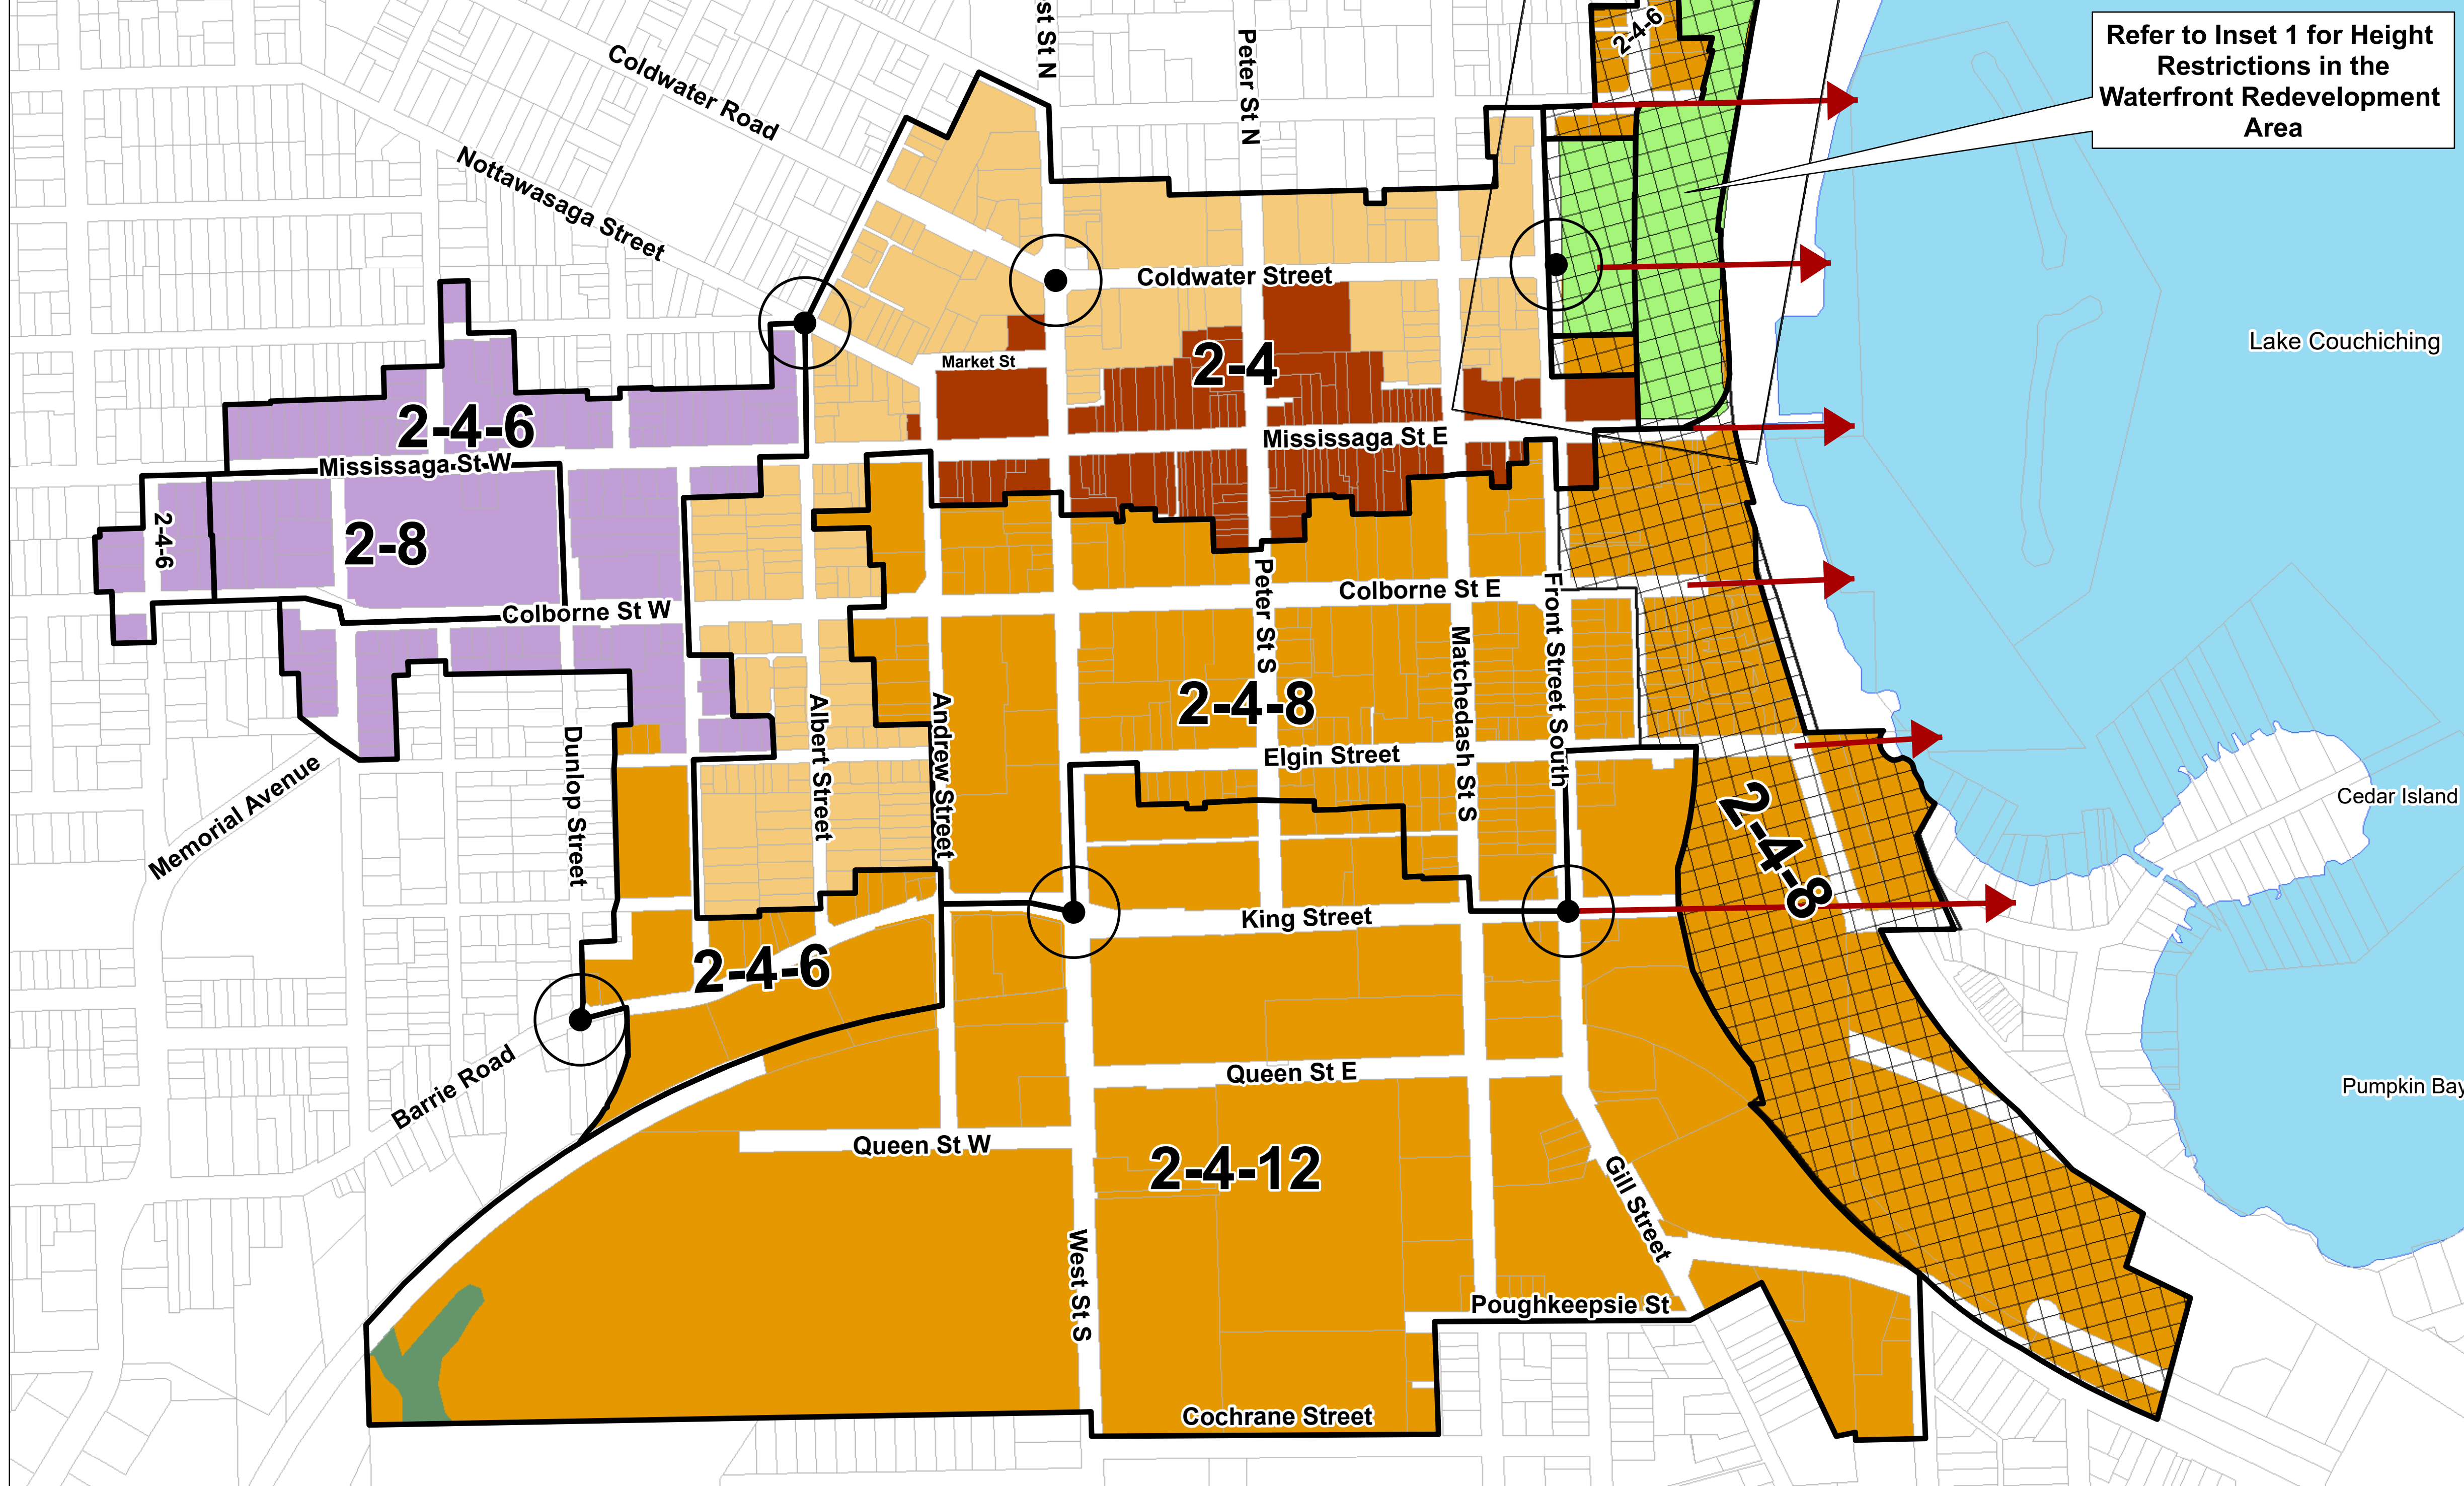 st St N
Peter St N
2-4-6
Refer to Inset 1 for Height
Restrictions in the
Waterfront Redevelopment
Area
Coldwater Road
Nottawasaga Street
Coldwater Street
Lake Couchiching
Market St
2-4
2-4-6
Mississaga St E
Mississaga St W
2-4-6
2-8
Colborne St E
Colborne St W
Peter St S
Front Street South
Matchedash St S
2-4-8
Albert Street
Andrew Street
Dunlop Street
Elgin Street
Memorial Avenue
2-4-8
Cedar Island
King Street
2-4-6
Barrie Road
Queen St E
Pumpkin Bay
Queen St W
2-4-12
Gill Street
West St S
Poughkeepsie St
Cochrane Street